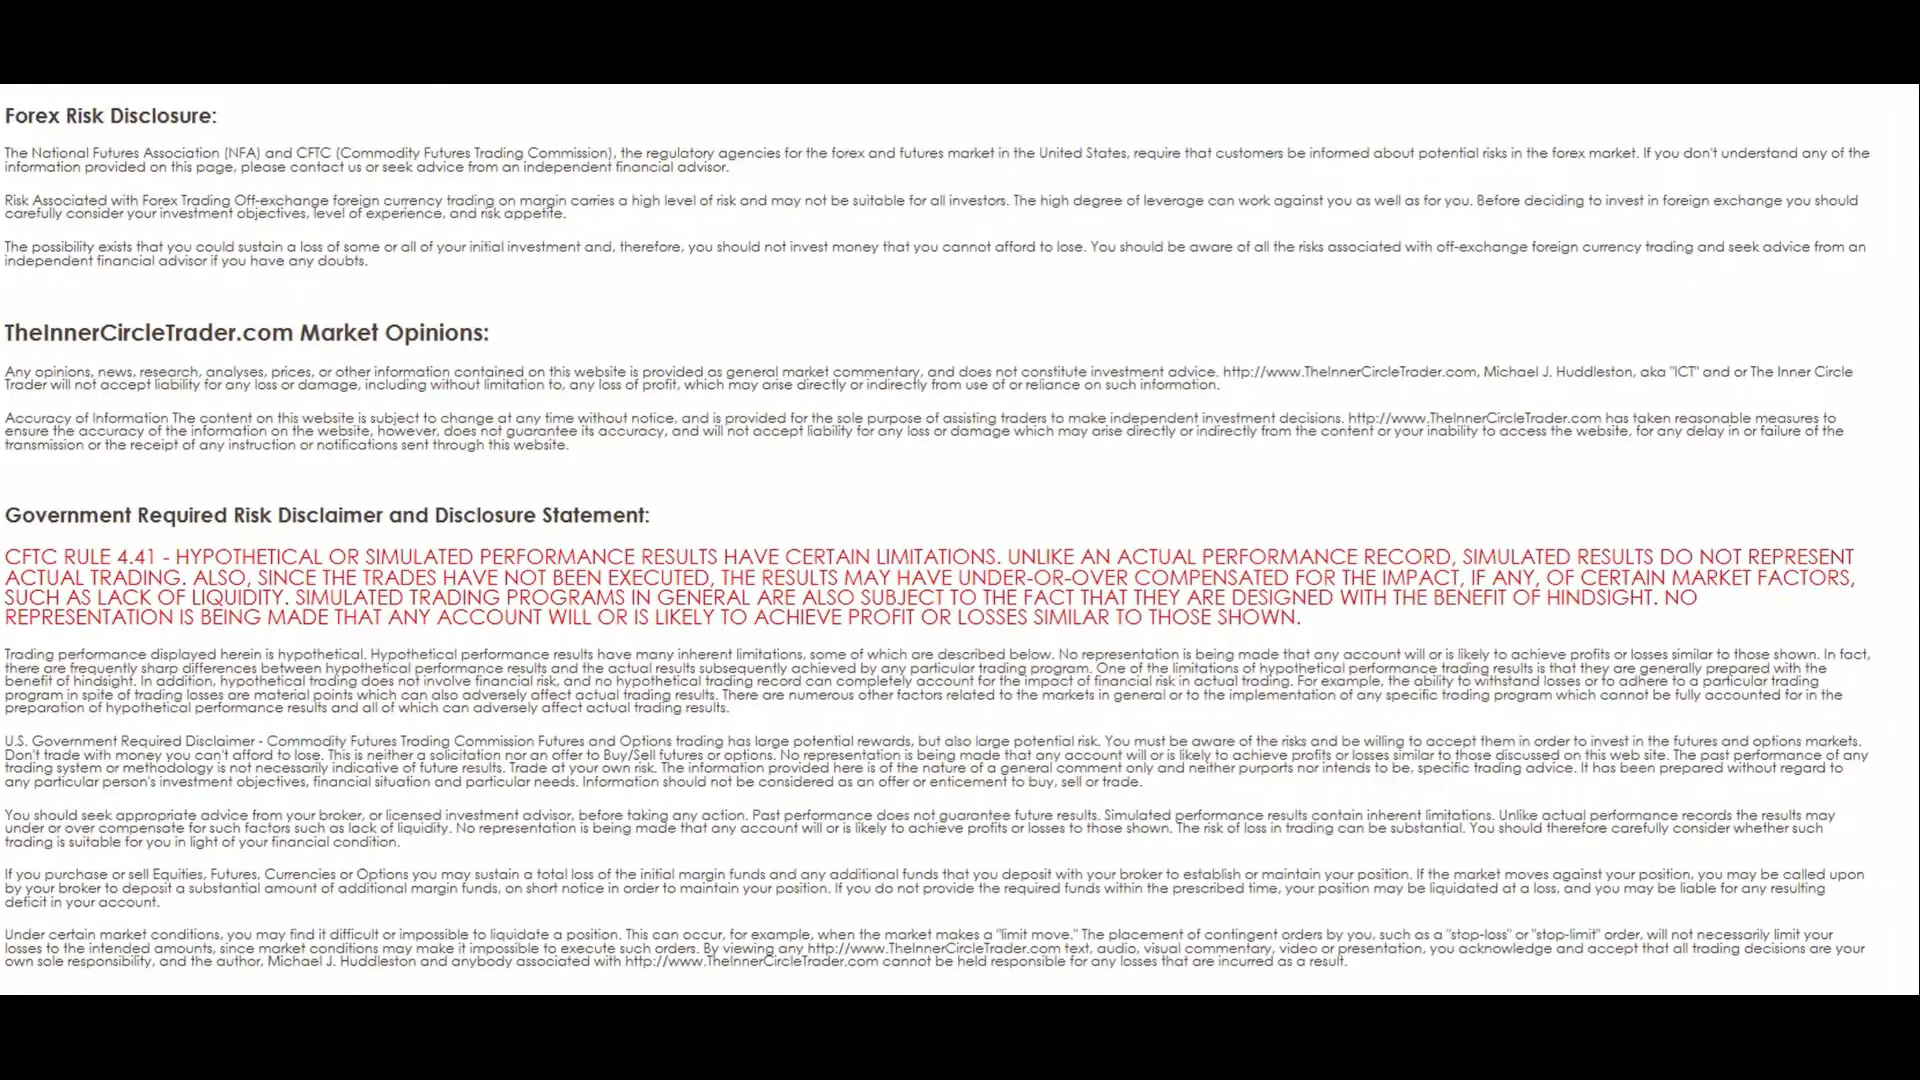 Forex Risk Disclosure:
The National Futures Association (NFA) and CFTC (Commodity Futures Trading Commission), the regulatory agencies for the forex and futures market in the United States, require that customers be informed about potential risks in the forex market. If you don't understand any of the
information provided on this page, please contact us or seek advice from an independent financial advisor.
Risk Associated with Forex Trading Off-exchange foreign currency trading on margin carries a high level of risk and may not be suitable for all investors. The high degree of leverage can work against you as well as for you. Before deciding to invest in foreign exchange you should
carefully consider your investment objectives, level of experience, and risk appetite.
The possibility exists that you could sustain a loss of some or all of your initial investment and, therefore, you should not invest money that you cannot afford to lose. You should be aware of all the risks associated with off-exchange foreign currency trading and seek advice from an
independent financial advisor if you have any doubts.
TheInnerCircleTrader.com Market Opinions:
Any opinions, news, research, analyses, prices, or other information contained on this website is provided as general market commentary, and does not constitute investment advice. http://www.TheInnerCircleTrader.com, Michael J. Huddleston, aka "ICT" and or The Inner Circle
Trader will not accept liability for any loss or damage, including without limitation to, any loss of profit, which may arise directly or indirectly from use of or reliance on such information.
Accuracy of Information The content on this website is subject to change at any time without notice, and is provided for the sole purpose of assisting traders to make independent investment decisions. http://www.TheInnerCircleTrader.com has taken reasonable measures to
ensure the accuracy of the information on the website, however, does not guarantee its accuracy, and will not accept liability for any loss or damage which may arise directly or indirectly from the content or your inability to access the website, for any delay in or failure of the
transmission or the receipt of any instruction or notifications sent through this website.
Government Required Risk Disclaimer and Disclosure Statement:
CFTC RULE 4.41 - HYPOTHETICAL OR SIMULATED PERFORMANCE RESULTS HAVE CERTAIN LIMITATIONS. UNLIKE AN ACTUAL PERFORMANCE RECORD, SIMULATED RESULTS DO NOT REPRESENT
ACTUAL TRADING. ALSO, SINCE THE TRADES HAVE NOT BEEN EXECUTED, THE RESULTS MAY HAVE UNDER-OR-OVER COMPENSATED FOR THE IMPACT, IF ANY, OF CERTAIN MARKET FACTORS,
SUCH AS LACK OF LIQUIDITY. SIMULATED TRADING PROGRAMS IN GENERAL ARE ALSO SUBJECT TO THE FACT THAT THEY ARE DESIGNED WITH THE BENEFIT OF HINDSIGHT. NO
REPRESENTATION IS BEING MADE THAT ANY ACCOUNT WILL OR IS LIKELY TO ACHIEVE PROFIT OR LOSSES SIMILAR TO THOSE SHOWN.
Trading performance displayed herein is hypothetical. Hypothetical performance results have many inherent limitations, some of which are described below. No representation is being made that any account will or is likely to achieve profits or losses similar to those shown. In fact,
there are frequently sharp differences between hypothetical performance results and the actual results subsequently achieved by any particular trading program. One of the limitations of hypothetical performance trading results is that they are generally prepared with the
benefit of hindsight. In addition, hypothetical trading does not involve financial risk, and no hypothetical trading record can completely account for the impact of financial risk in actual trading. For example, the ability to withstand losses or to adhere to a particular trading
program in spite of trading losses are material points which can also adversely affect actual trading results. There are numerous other factors related to the markets in general or to the implementation of any specific trading program which cannot be fully accounted for in the
preparation of hypothetical performance results and all of which can adversely affect actual trading results.
U.S. Government Required Disclaimer - Commodity Futures Trading Commission Futures and Options trading has large potential rewards, but also large potential risk. You must be aware of the risks and be willing to accept them in order to invest in the futures and options markets.
Don't trade with money you can't afford to lose. This is neither a solicitation nor an offer to Buy/Sell futures or options. No representation is being made that any account will or is likely to achieve profits or losses similar to those discussed on this web site. The past performance of any
trading system or methodology is not necessarily indicative of future results. Trade at your own risk. The information provided here is of the nature of a general comment only and neither purports nor intends to be, specific trading advice. It has been prepared without regard to
any particular person's investment objectives, financial situation and particular needs. Information should not be considered as an offer or enticement to buy, sell or trade.
You should seek appropriate advice from your broker, or licensed investment advisor, before taking any action. Past performance does not guarantee future results. Simulated performance results contain inherent limitations. Unlike actual performance records the results may
under or over compensate for such factors such as lack of liquidity. No representation is being made that any account will or is likely to achieve profits or losses to those shown. The risk of loss in trading can be substantial. You should therefore carefully consider whether such
trading is suitable for you in light of your financial condition.
If you purchase or sell Equities, Futures, Currencies or Options you may sustain a total loss of the initial margin funds and any additional funds that you deposit with your broker to establish or maintain your position. If the market moves against your position, you may be called upon
by your broker to deposit a substantial amount of additional margin funds, on short notice in order to maintain your position. If you do not provide the required funds within the prescribed time, your position may be liquidated at a loss, and you may be liable for any resulting
deficit in your account.
Under certain market conditions, you may find it difficult or impossible to liquidate a position. This can occur, for example, when the market makes a "limit move." The placement of contingent orders by you, such as a "stop-loss" or "stop-limit" order, will not necessarily limit your
losses to the intended amounts, since market conditions may make it impossible to execute such orders. By viewing any http://www.TheInnerCircleTrader.com text, audio, visual commentary, video or presentation, you acknowledge and accept that all trading decisions are your
own sole responsibility, and the author, Michael J. Huddleston and anybody associated with http://www.TheInnerCircleTrader.com cannot be held responsible for any losses that are incurred as a result.